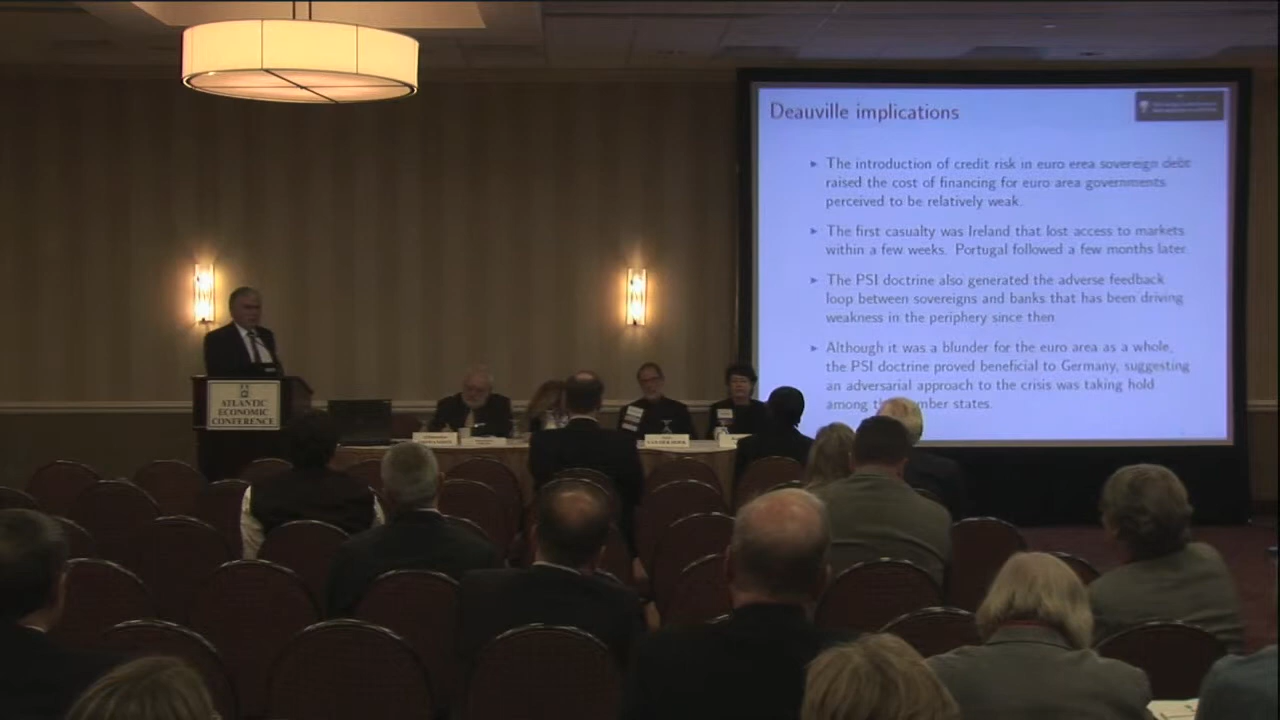 Deauville implications
▸ The introduction of credit risk in euro erea sovereign debt
raised the cost of financing for euro area governments
perceived to be relatively weak.
▸ The first casualty was Ireland that lost access to markets
within a few weeks. Portugal followed a few months later.
▸ The PSI doctrine also generated the adverse feedback
loop between sovereigns and banks that has been driving
weakness in the periphery since then
▸ Although it was a blunder for the euro area as a whole,
the PSI doctrine proved beneficial to Germany, suggesting
an adversarial approach to the crisis was taking hold
among member states.
ATLANTIC
ECONOMIC
CONFERENCE